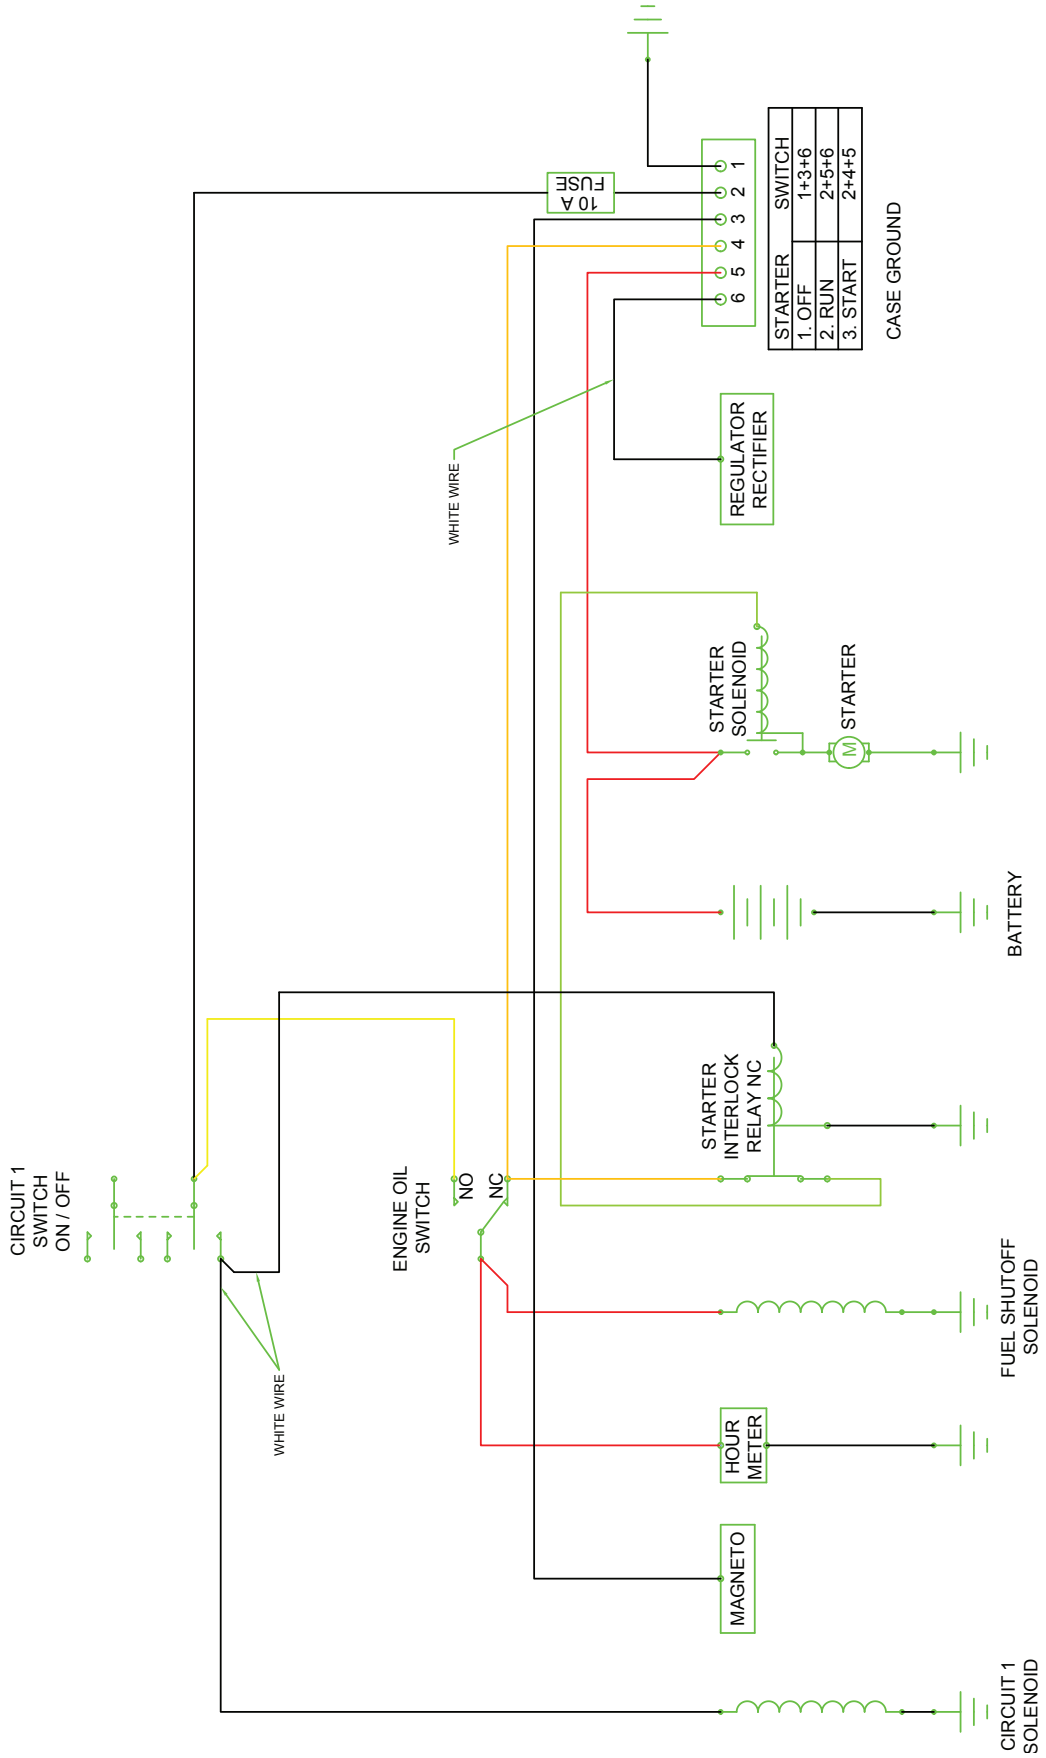 CIRCUIT 1
SWITCH
ON / OFF
WHITE WIRE
ENGINE OIL
SWITCH
NO
NC
WHITE WIRE
10 A
FUSE
1
2
3
4
5
6
STARTER SWITCH
1. OFF 1+3+6
2. RUN 2+5+6
3. START 2+4+5
CASE GROUND
CIRCUIT 1
SOLENOID
MAGNETO
HOUR
METER
FUEL SHUTOFF
SOLENOID
STARTER
INTERLOCK
RELAY NC
BATTERY
STARTER
SOLENOID
M
STARTER
REGULATOR
RECTIFIER